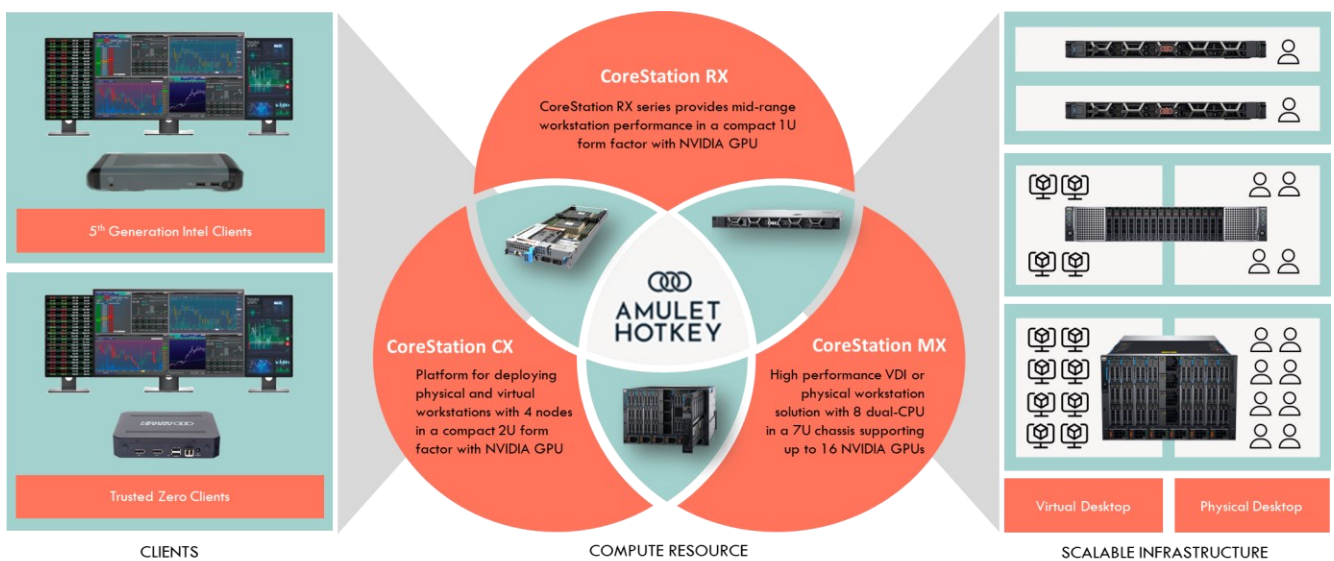 5th Generation Intel Clients
Trusted Zero Clients
CLIENTS
CoreStation RX
CoreStation RX series provides mid-range
workstation performance in a compact 1U
form factor with NVIDIA GPU
AMULET
HOTKEY
CoreStation CX
Platform for deploying
physical and virtual
workstations with 4 nodes
in a compact 2U form
factor with NVIDIA GPU
CoreStation MX
High performance VDI or
physical workstation
solution with 8 dual-CPU
in a 7U chassis supporting
up to 16 NVIDIA GPUs
COMPUTE RESOURCE
Virtual Desktop
Physical Desktop
SCALABLE INFRASTRUCTURE